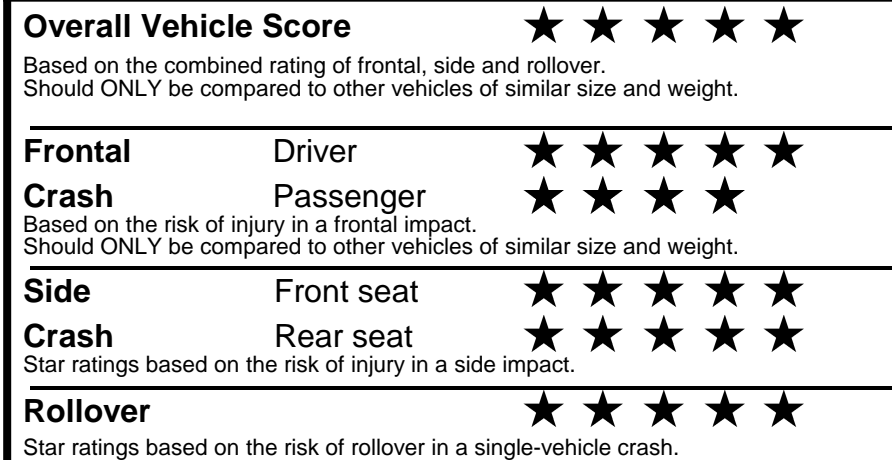 Overall Vehicle Score ★ ★ ★ ★ ★
Based on the combined rating of frontal, side and rollover.
Should ONLY be compared to other vehicles of similar size and weight.
Frontal Driver ★ ★ ★ ★ ★
Crash Passenger ★ ★ ★ ★
Based on the risk of injury in a frontal impact.
Should ONLY be compared to other vehicles of similar size and weight.
Side Front seat ★ ★ ★ ★ ★
Crash Rear seat ★ ★ ★ ★ ★
Star ratings based on the risk of injury in a side impact.
Rollover ★ ★ ★ ★ ★
Star ratings based on the risk of rollover in a single-vehicle crash.